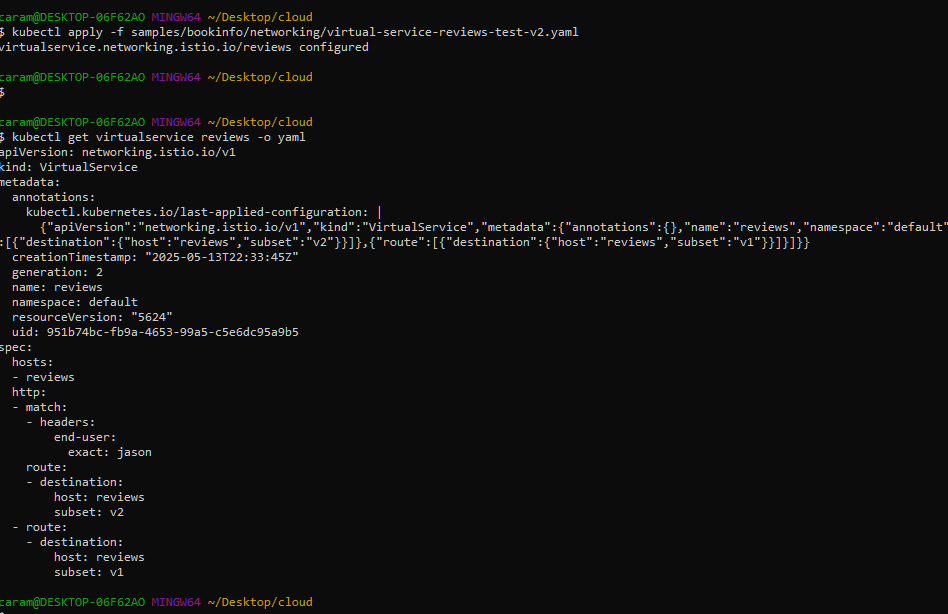 caram@DESKTOP-06F62AO MINGW64 ~/Desktop/cloud
$ kubectl apply -f samples/bookinfo/networking/virtual-service-reviews-test-v2.yaml
virtualservice.networking.istio.io/reviews configured
caram@DESKTOP-06F62AO MINGW64 ~/Desktop/cloud
$
caram@DESKTOP-06F62AO MINGW64 ~/Desktop/cloud
$ kubectl get virtualservice reviews -o yaml
apiVersion: networking.istio.io/v1
kind: VirtualService
metadata:
  annotations:
    kubectl.kubernetes.io/last-applied-configuration: |
      {"apiVersion":"networking.istio.io/v1","kind":"VirtualService","metadata":{"annotations":{},"name":"reviews","namespace":"default"
:[{"destination":{"host":"reviews","subset":"v2"}}]},{"route":[{"destination":{"host":"reviews","subset":"v1"}}]}]}}
  creationTimestamp: "2025-05-13T22:33:45Z"
  generation: 2
  name: reviews
  namespace: default
  resourceVersion: "5624"
  uid: 951b74bc-fb9a-4653-99a5-c5e6dc95a9b5
spec:
  hosts:
  - reviews
  http:
  - match:
    - headers:
        end-user:
          exact: jason
    route:
    - destination:
        host: reviews
        subset: v2
  - route:
    - destination:
        host: reviews
        subset: v1
caram@DESKTOP-06F62AO MINGW64 ~/Desktop/cloud